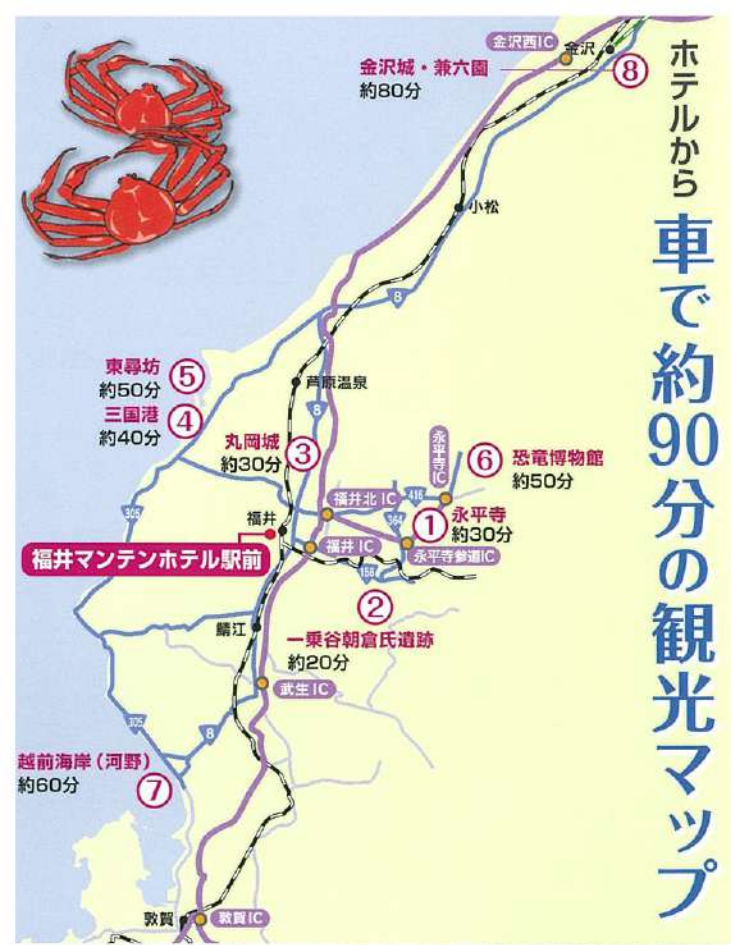 ホテルから
車で約90分の観光マップ
金沢西IC
金沢
金沢城・兼六園
約80分
⑧
小松
8
東尋坊
約50分
⑤
三国港
約40分
④
芦原温泉
8
丸岡城
約30分
③
永平寺IC
⑥
恐竜博物館
約50分
福井北IC
416
305
364
①
永平寺
約30分
福井
福井マンテンホテル駅前
福井IC
永平寺参道IC
158
②
一乗谷朝倉氏遺跡
約20分
鯖江
武生IC
305
8
越前海岸(河野)
約60分
⑦
敦賀
敦賀IC